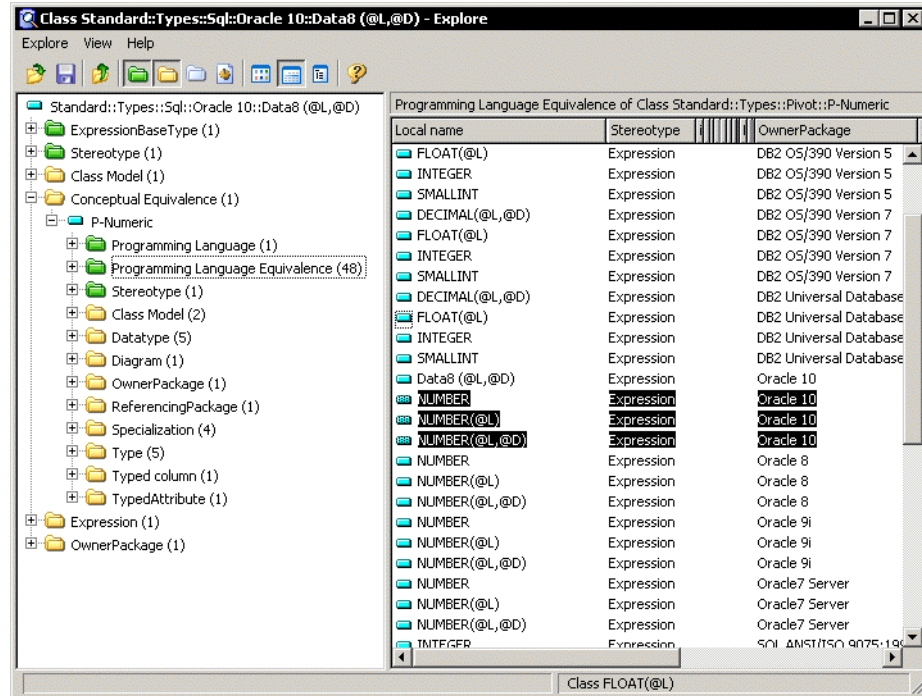 Class Standard::Types::Sql::Oracle 10::Data8 (@L,@D) - Explore
Explore View Help
Standard::Types::Sql::Oracle 10::Data8 (@L,@D)
ExpressionBaseType (1)
Stereotype (1)
Class Model (1)
Conceptual Equivalence (1)
P-Numeric
Programming Language (1)
Programming Language Equivalence (48)
Stereotype (1)
Class Model (2)
Datatype (5)
Diagram (1)
OwnerPackage (1)
ReferencingPackage (1)
Specialization (4)
Type (5)
Typed column (1)
TypedAttribute (1)
Expression (1)
OwnerPackage (1)
Programming Language Equivalence of Class Standard::Types::Pivot::P-Numeric
Local name Stereotype OwnerPackage
FLOAT(@L) Expression DB2 OS/390 Version 5
INTEGER Expression DB2 OS/390 Version 5
SMALLINT Expression DB2 OS/390 Version 5
DECIMAL(@L,@D) Expression DB2 OS/390 Version 7
FLOAT(@L) Expression DB2 OS/390 Version 7
INTEGER Expression DB2 OS/390 Version 7
SMALLINT Expression DB2 OS/390 Version 7
DECIMAL(@L,@D) Expression DB2 Universal Database
FLOAT(@L) Expression DB2 Universal Database
INTEGER Expression DB2 Universal Database
SMALLINT Expression DB2 Universal Database
Data8 (@L,@D) Expression Oracle 10
NUMBER Expression Oracle 10
NUMBER(@L) Expression Oracle 10
NUMBER(@L,@D) Expression Oracle 10
NUMBER Expression Oracle 8
NUMBER(@L) Expression Oracle 8
NUMBER(@L,@D) Expression Oracle 8
NUMBER Expression Oracle 9i
NUMBER(@L) Expression Oracle 9i
NUMBER(@L,@D) Expression Oracle 9i
NUMBER Expression Oracle7 Server
NUMBER(@L) Expression Oracle7 Server
NUMBER(@L,@D) Expression Oracle7 Server
INTEGER Expression SQL ANSI/ISO 9075:199
Class FLOAT(@L)